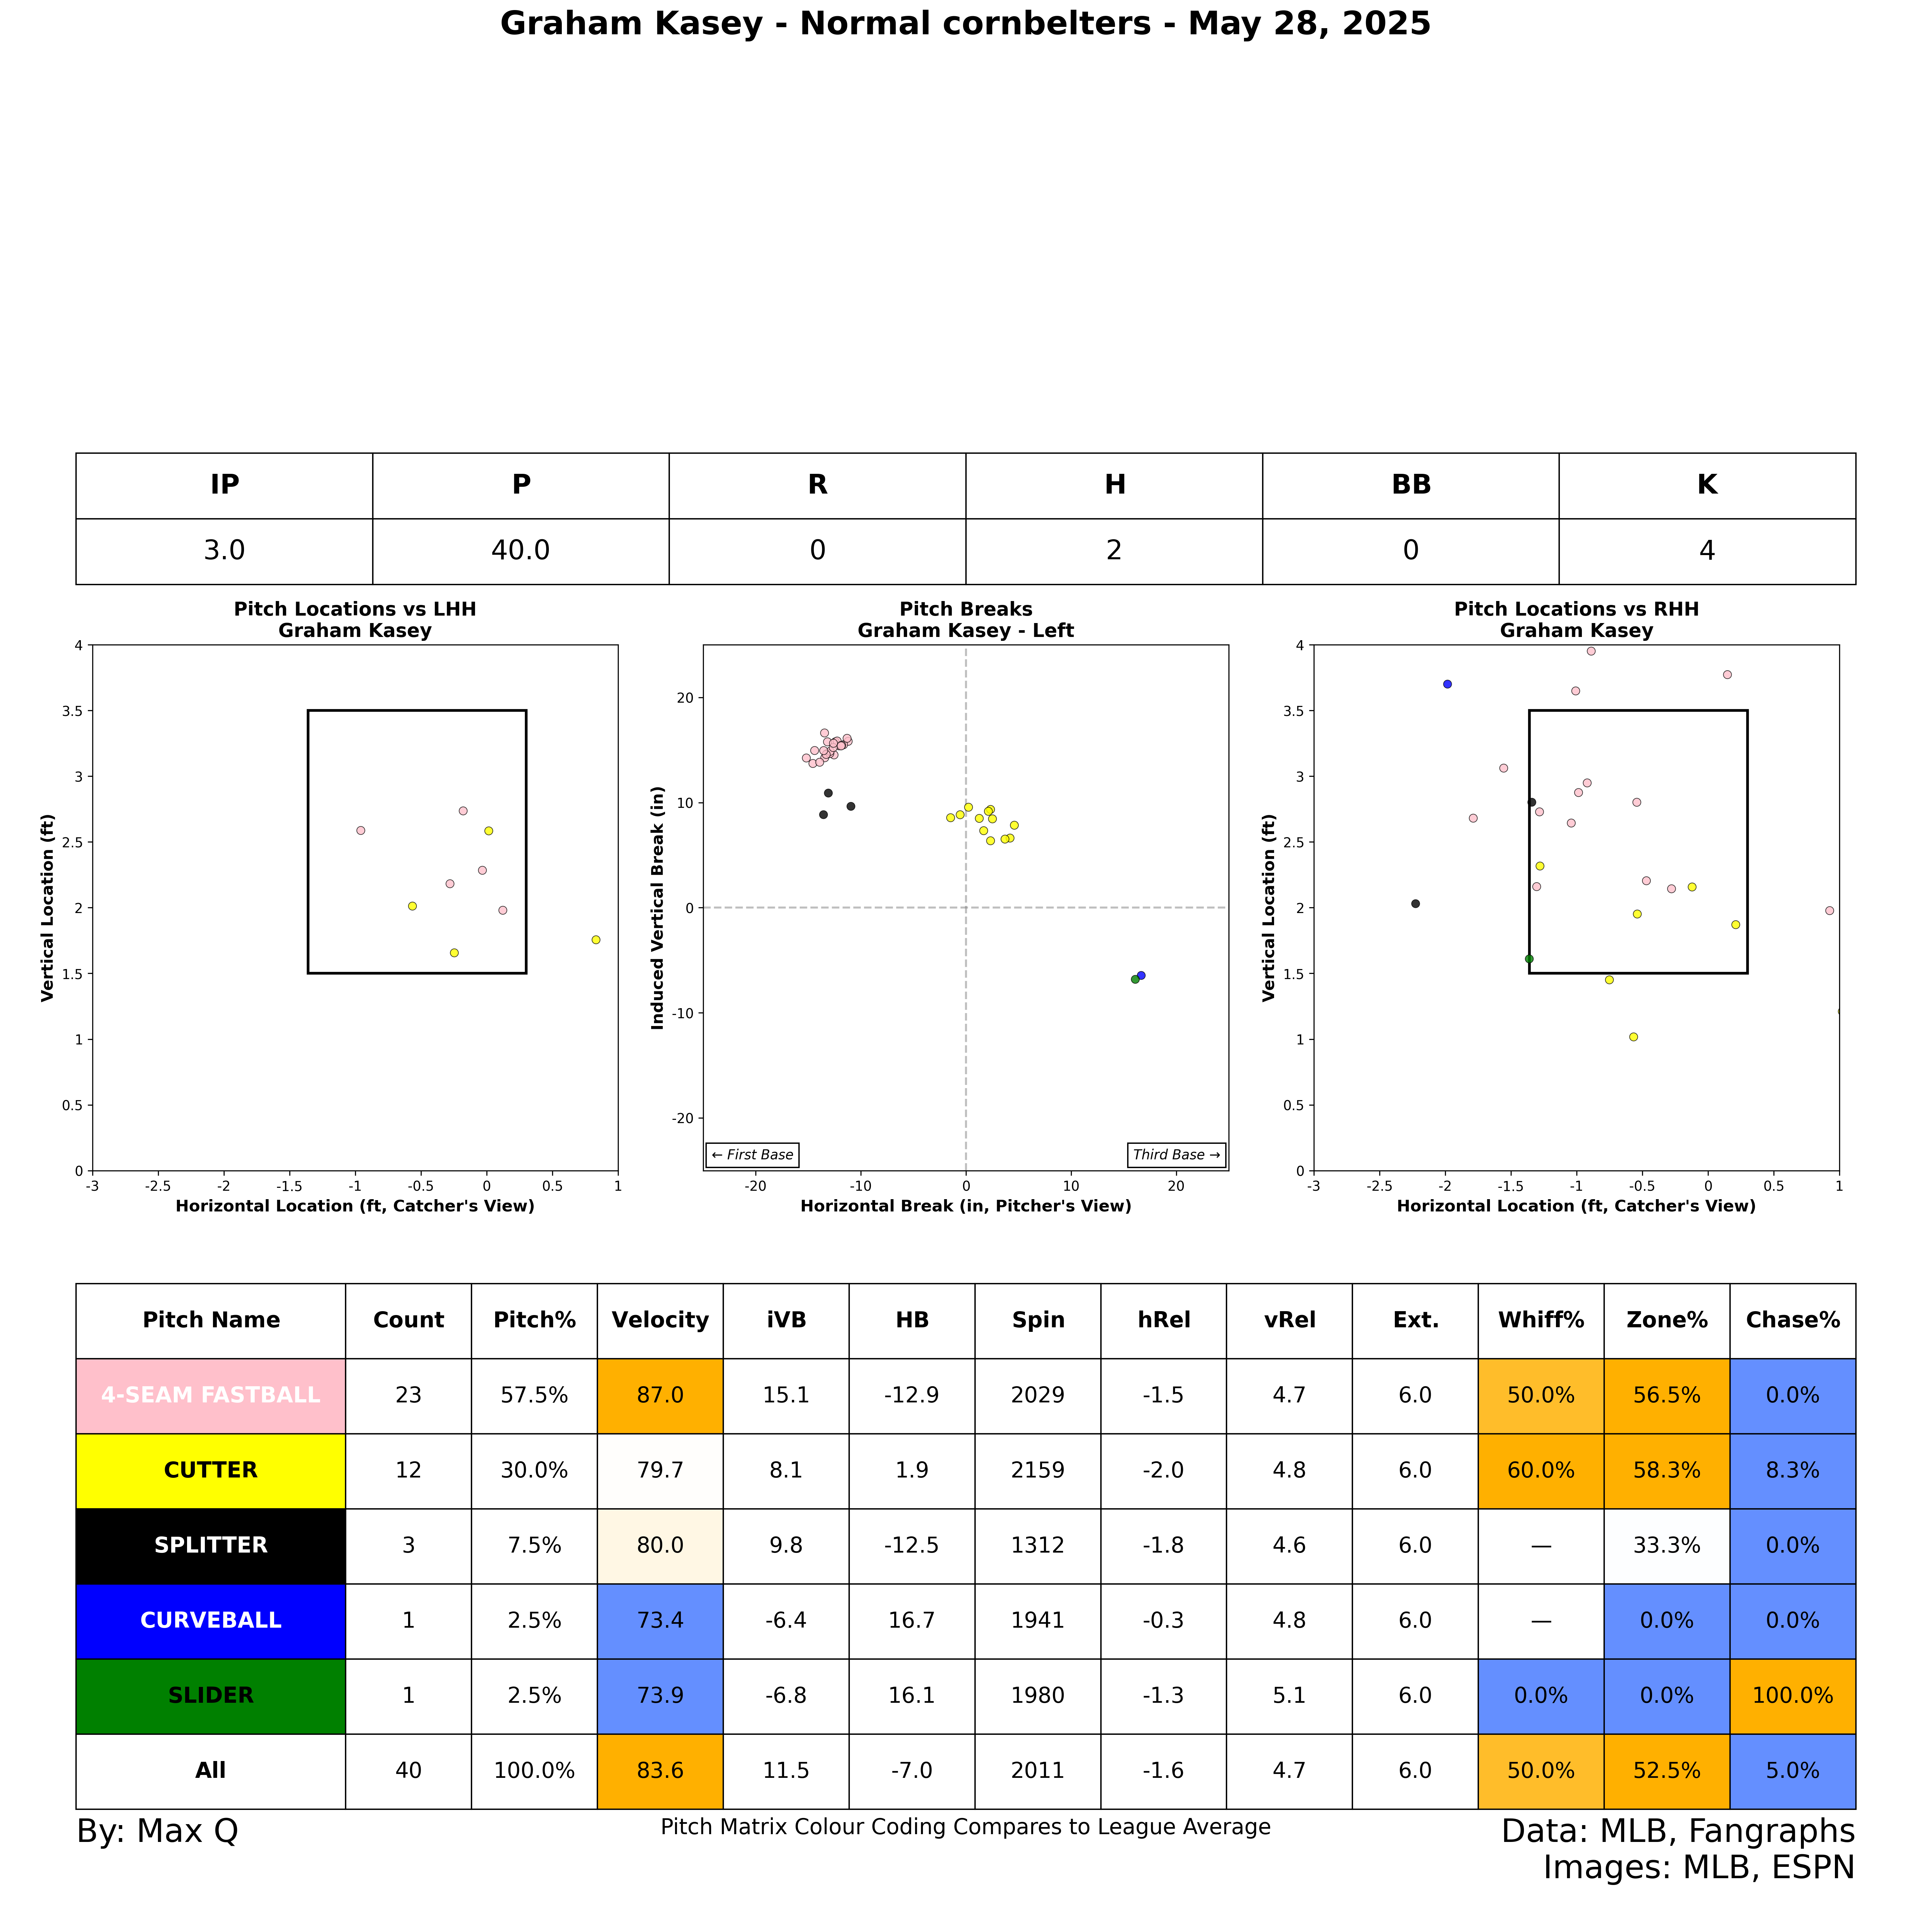 Graham Kasey - Normal cornbelters - May 28, 2025
IP P R H BB K
3.0 40.0 0 2 0 4
Pitch Locations vs LHH
Graham Kasey
4
3.5
3
2.5
2
1.5
1
0.5
0
-3 -2.5 -2 -1.5 -1 -0.5 0 0.5 1
Vertical Location (ft)
Horizontal Location (ft, Catcher's View)
Pitch Breaks
Graham Kasey - Left
20
10
0
-10
-20
-20 -10 0 10 20
Induced Vertical Break (in)
← First Base
Third Base →
Horizontal Break (in, Pitcher's View)
Pitch Locations vs RHH
Graham Kasey
4
3.5
3
2.5
2
1.5
1
0.5
0
-3 -2.5 -2 -1.5 -1 -0.5 0 0.5 1
Vertical Location (ft)
Horizontal Location (ft, Catcher's View)
Pitch Name Count Pitch% Velocity iVB HB Spin hRel vRel Ext. Whiff% Zone% Chase%
4-SEAM FASTBALL 23 57.5% 87.0 15.1 -12.9 2029 -1.5 4.7 6.0 50.0% 56.5% 0.0%
CUTTER 12 30.0% 79.7 8.1 1.9 2159 -2.0 4.8 6.0 60.0% 58.3% 8.3%
SPLITTER 3 7.5% 80.0 9.8 -12.5 1312 -1.8 4.6 6.0 — 33.3% 0.0%
CURVEBALL 1 2.5% 73.4 -6.4 16.7 1941 -0.3 4.8 6.0 — 0.0% 0.0%
SLIDER 1 2.5% 73.9 -6.8 16.1 1980 -1.3 5.1 6.0 0.0% 0.0% 100.0%
All 40 100.0% 83.6 11.5 -7.0 2011 -1.6 4.7 6.0 50.0% 52.5% 5.0%
By: Max Q
Pitch Matrix Colour Coding Compares to League Average
Data: MLB, Fangraphs
Images: MLB, ESPN